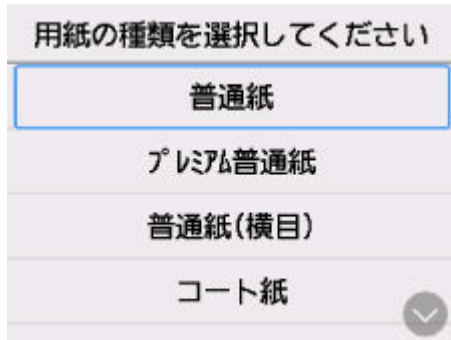 用紙の種類を選択してください
普通紙
プレミアム普通紙
普通紙(横目)
コート紙